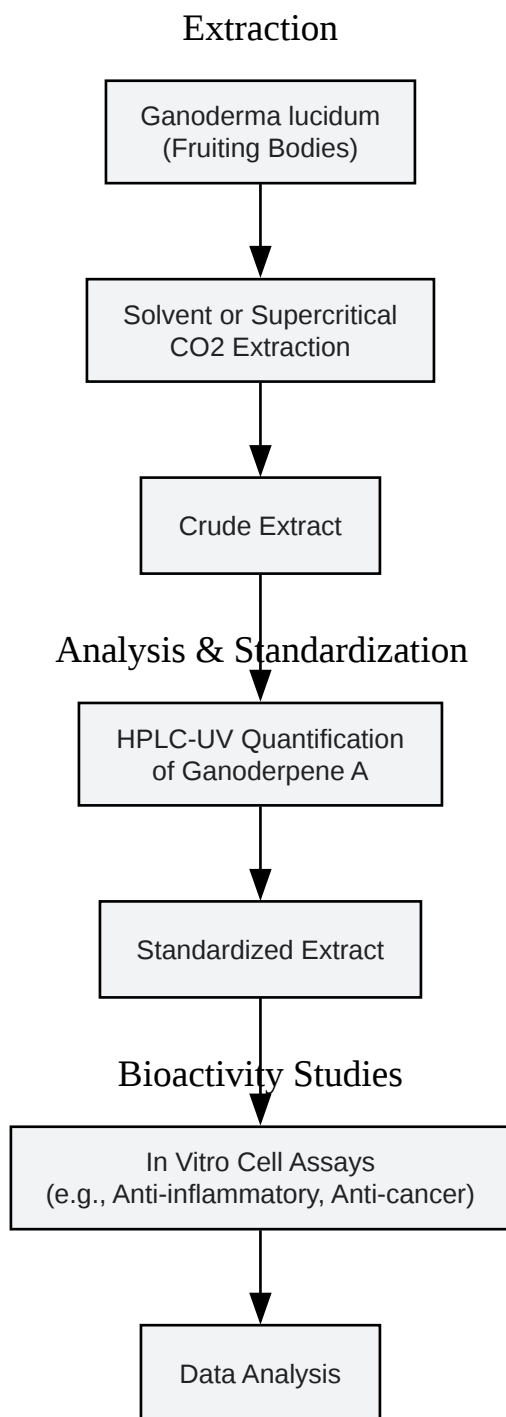 Extraction
Ganoderma lucidum
(Fruiting Bodies)
Solvent or Supercritical
CO2 Extraction
Crude Extract
Analysis & Standardization
HPLC-UV Quantification
of Ganoderpene A
Standardized Extract
Bioactivity Studies
In Vitro Cell Assays
(e.g., Anti-inflammatory, Anti-cancer)
Data Analysis